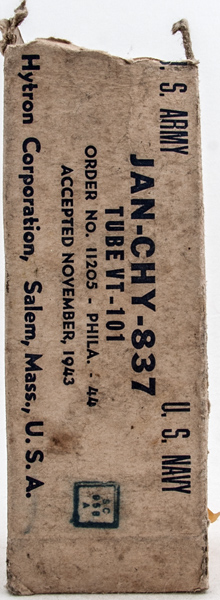 U. S. ARMY U. S. NAVY
JAN-CHY-837
TUBE VT-101
ORDER NO. 11205 - PHILA. - 44
ACCEPTED NOVEMBER, 1943
Hytron Corporation, Salem, Mass., U. S. A.